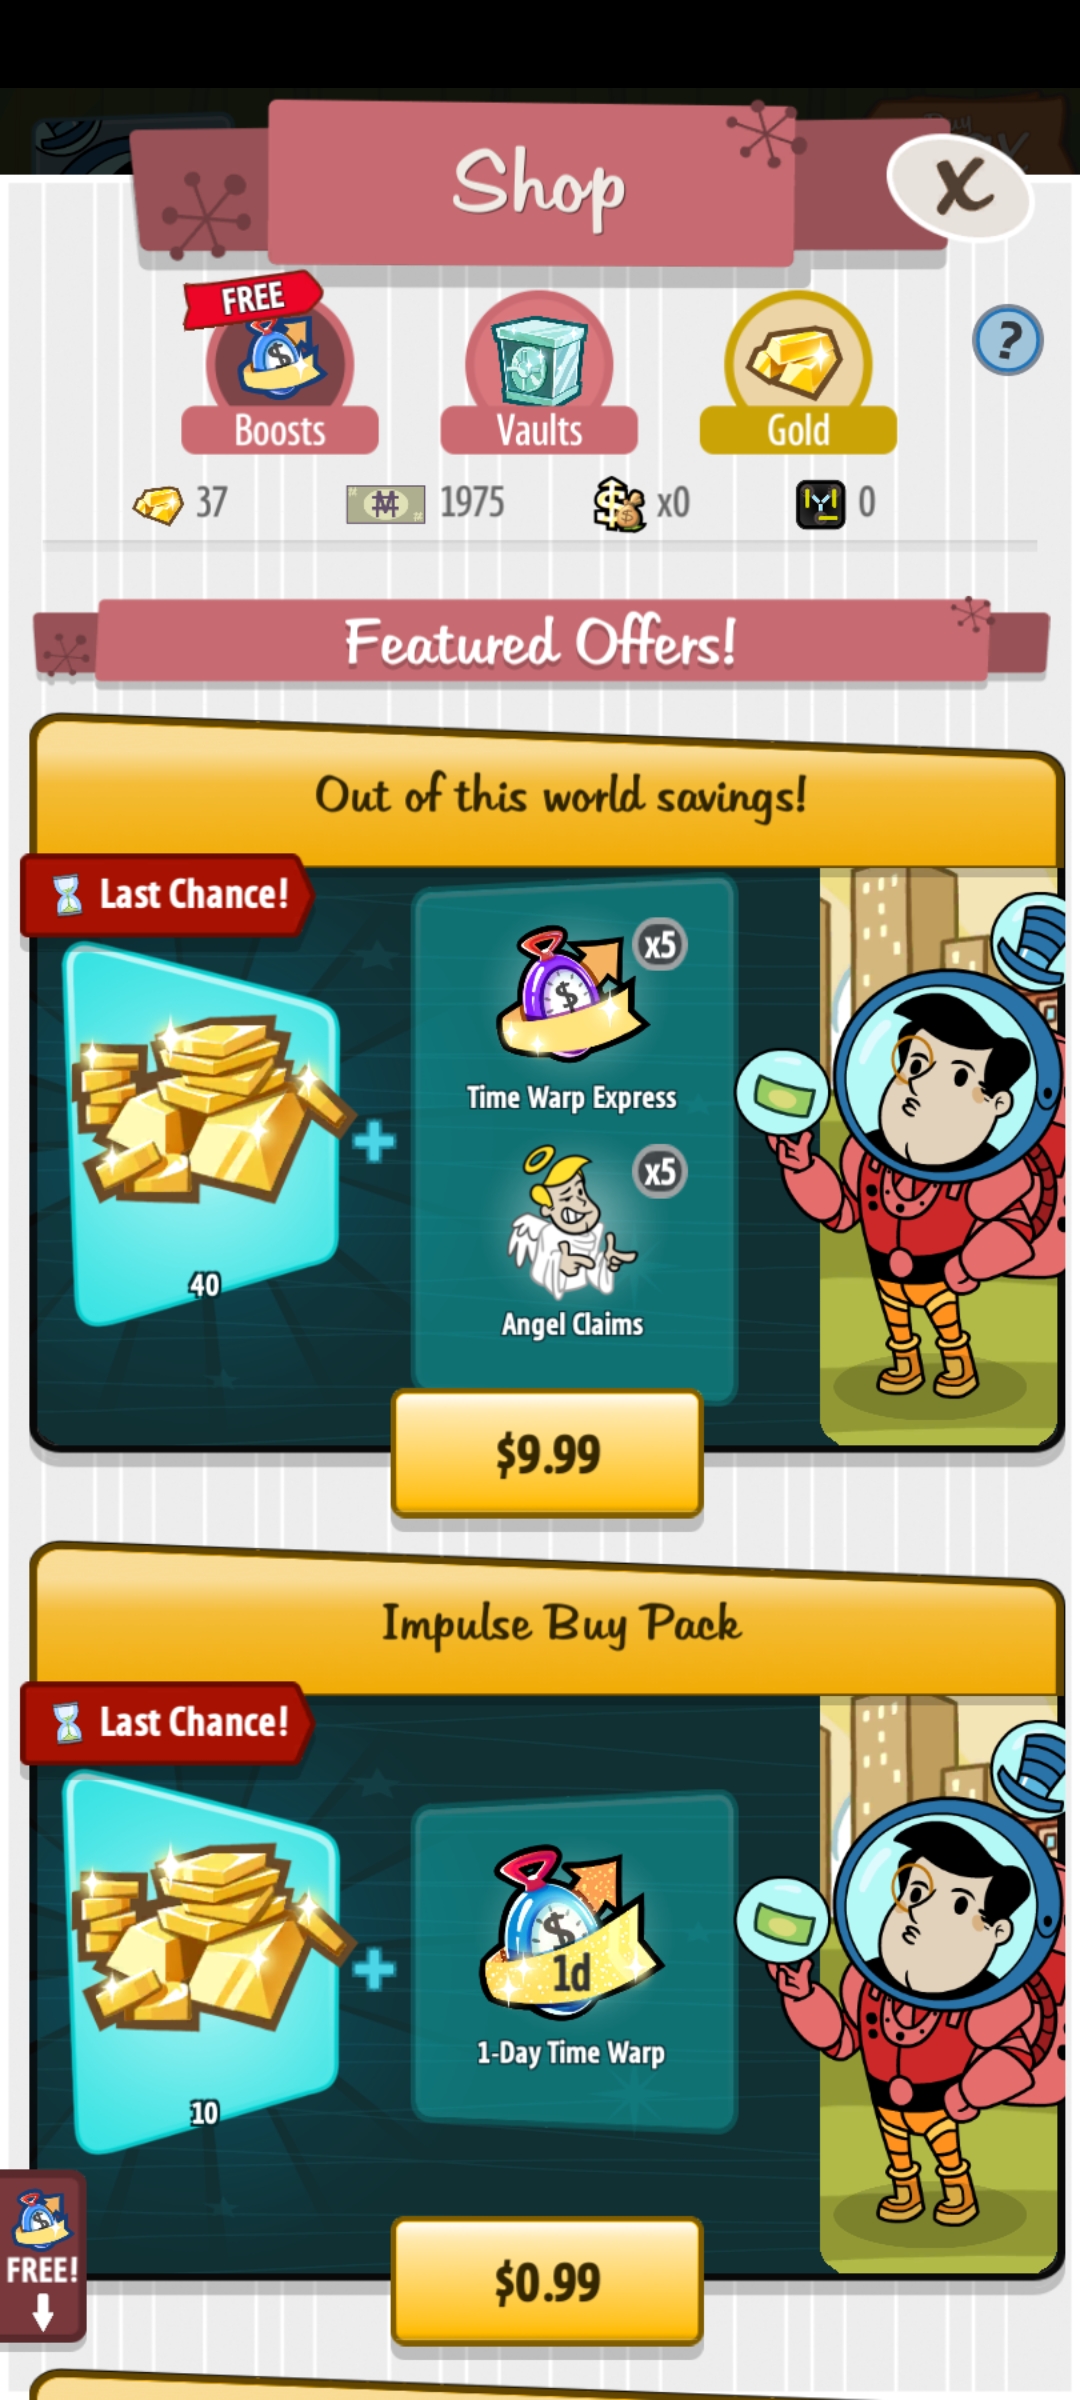 Shop
X
FREE
Boosts
Vaults
Gold
?
37
1975
x0
0
Featured Offers!
Out of this world savings!
Last Chance!
x5
Time Warp Express
x5
Angel Claims
40
$9.99
Impulse Buy Pack
Last Chance!
1d
1-Day Time Warp
10
FREE!
$0.99